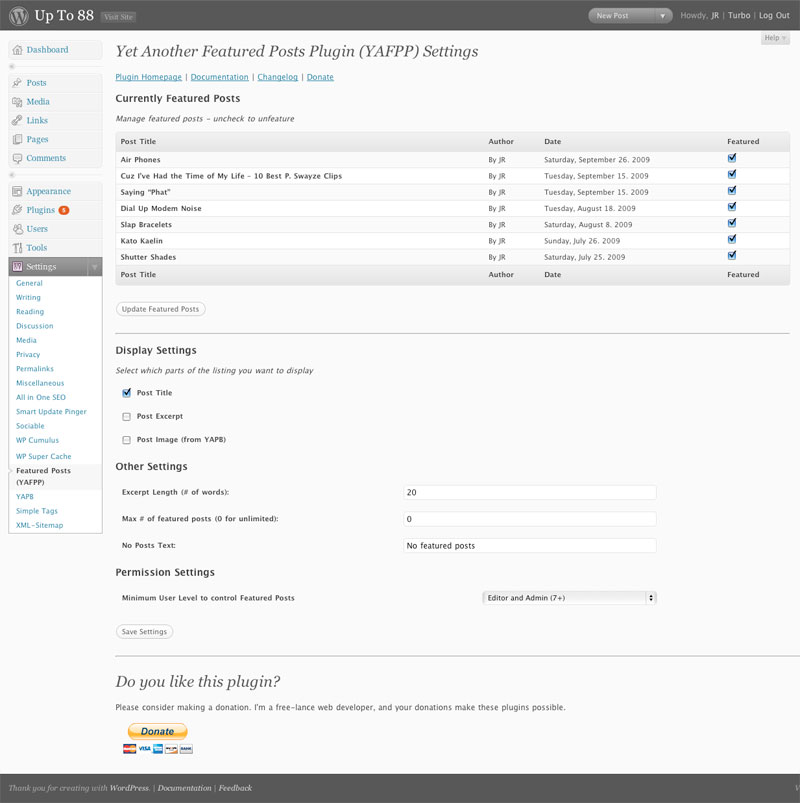 Up To 88 Visit Site New Post Howdy, JR | Turbo | Log Out
Help
Dashboard
Posts
Media
Links
Pages
Comments
Appearance
Plugins 5
Users
Tools
Settings
General
Writing
Reading
Discussion
Media
Privacy
Permalinks
Miscellaneous
All in One SEO
Smart Update Pinger
Sociable
WP Cumulus
WP Super Cache
Featured Posts
(YAFPP)
YAPB
Simple Tags
XML-Sitemap
Yet Another Featured Posts Plugin (YAFPP) Settings
Plugin Homepage | Documentation | Changelog | Donate
Currently Featured Posts
Manage featured posts - uncheck to unfeature
Post Title Author Date Featured
Air Phones By JR Saturday, September 26. 2009
Cuz I've Had the Time of My Life - 10 Best P. Swayze Clips By JR Tuesday, September 15. 2009
Saying "Phat" By JR Tuesday, September 15. 2009
Dial Up Modem Noise By JR Tuesday, August 18. 2009
Slap Bracelets By JR Saturday, August 8. 2009
Kato Kaelin By JR Sunday, July 26. 2009
Shutter Shades By JR Saturday, July 25. 2009
Post Title Author Date Featured
Update Featured Posts
Display Settings
Select which parts of the listing you want to display
Post Title
Post Excerpt
Post Image (from YAPB)
Other Settings
Excerpt Length (# of words): 20
Max # of featured posts (0 for unlimited): 0
No Posts Text: No featured posts
Permission Settings
Minimum User Level to control Featured Posts Editor and Admin (7+)
Save Settings
Do you like this plugin?
Please consider making a donation. I'm a free-lance web developer, and your donations make these plugins possible.
Donate
VISA
BANK
Thank you for creating with WordPress. | Documentation | Feedback V